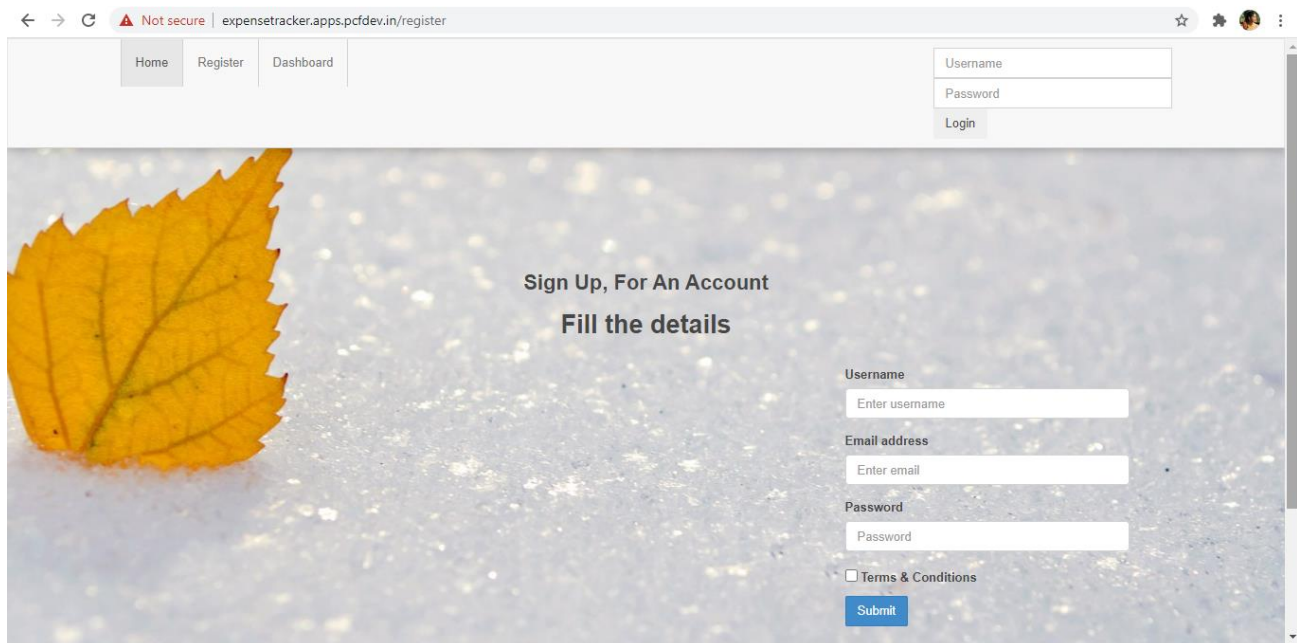 Not secure | expensetracker.apps.pcfdev.in/register
Home Register Dashboard
Username
Password
Login
Sign Up, For An Account
Fill the details
Username
Enter username
Email address
Enter email
Password
Password
Terms & Conditions
Submit